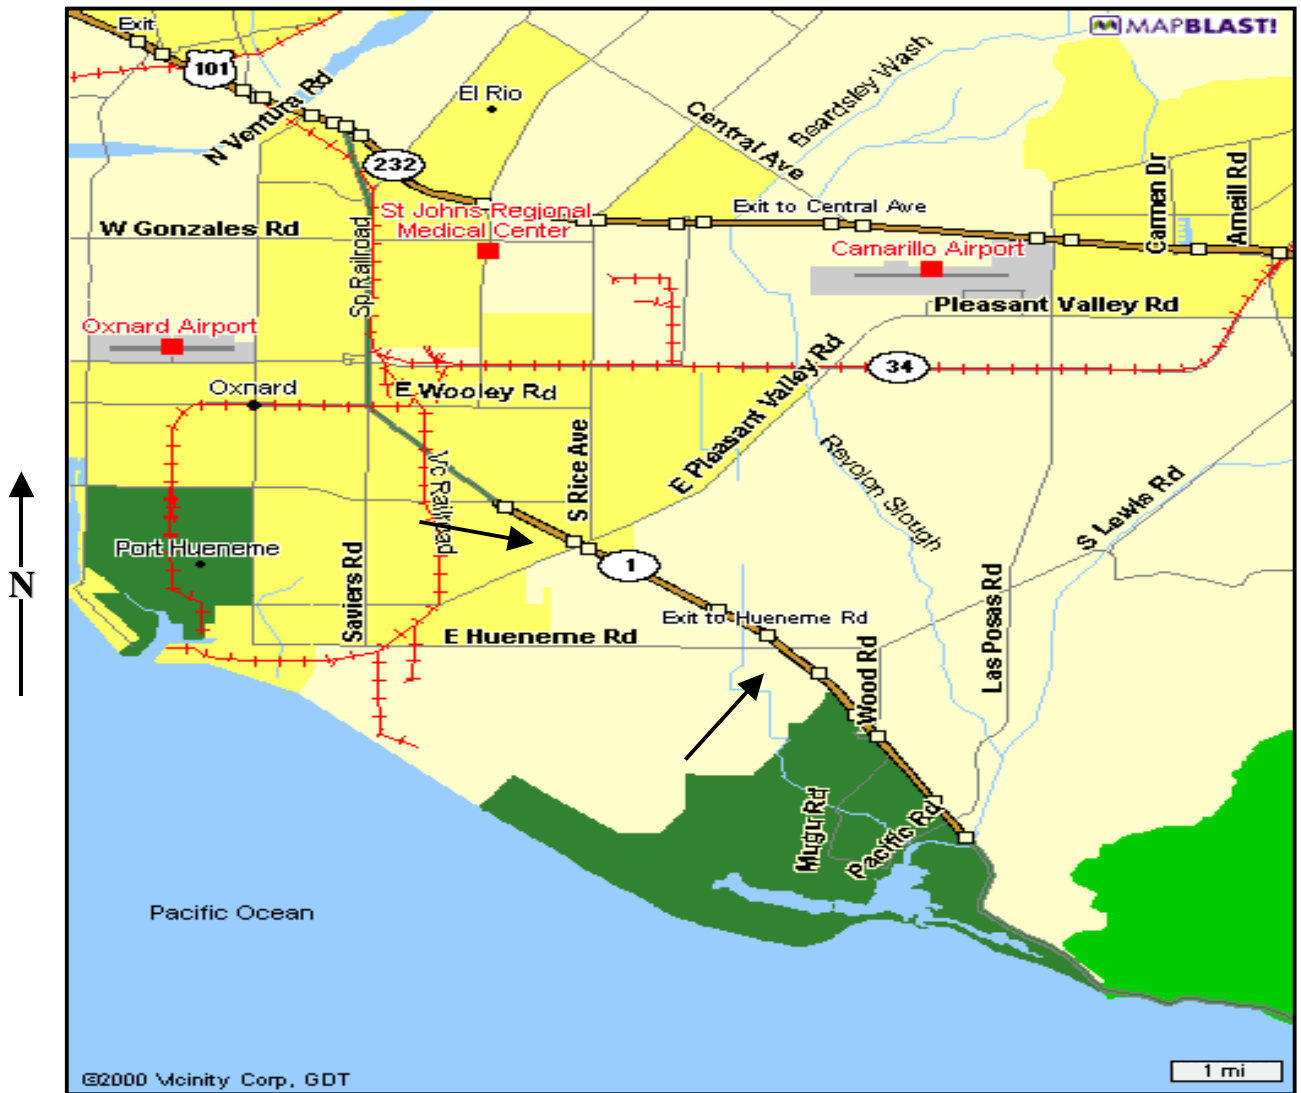 Exit
MAPBLAST!
101
El Rio
N Ventura Rd
Central Ave
Beardsley Wash
232
Carmen Dr
Arneill Rd
St Johns Regional
Medical Center
Exit to Central Ave
W Gonzales Rd
Camarillo Airport
Sp Railroad
Pleasant Valley Rd
Oxnard Airport
34
Oxnard
E Wooley Rd
E Pleasant Valley Rd
S Rice Ave
Vc Railroad
Revolon Slough
S Lewis Rd
Port Hueneme
N
1
Saviers Rd
Las Posas Rd
Exit to Hueneme Rd
E Hueneme Rd
Wood Rd
Mugu Rd
Pacific Rd
Pacific Ocean
©2000 Vicinity Corp, GDT
1 mi